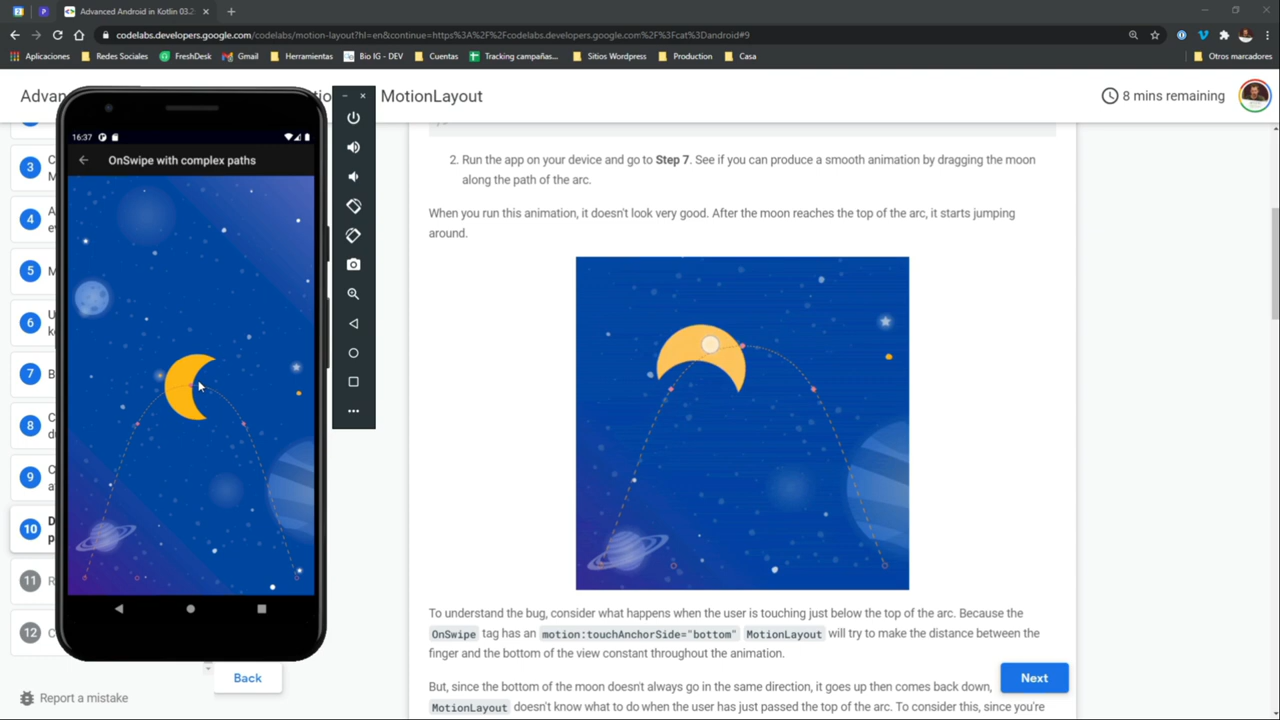 Advanced Android in Kotlin 03.2
codelabs.developers.google.com/codelabs/motion-layout?hl=en&continue=https%3A%2F%2Fcodelabs.developers.google.com%2F%3Fcat%3Dandroid#9
Aplicaciones
Redes Sociales
FreshDesk
Gmail
Herramientas
Bio IG - DEV
Cuentas
Tracking campañas...
Sitios Wordpress
Production
Casa
Otros marcadores
MotionLayout
8 mins remaining
16:37
OnSwipe with complex paths
3
4
5
6
7
8
9
10
11
12
2. Run the app on your device and go to Step 7. See if you can produce a smooth animation by dragging the moon
along the path of the arc.
When you run this animation, it doesn't look very good. After the moon reaches the top of the arc, it starts jumping
around.
To understand the bug, consider what happens when the user is touching just below the top of the arc. Because the
OnSwipe tag has an motion:touchAnchorSide="bottom" MotionLayout will try to make the distance between the
finger and the bottom of the view constant throughout the animation.
But, since the bottom of the moon doesn't always go in the same direction, it goes up then comes back down,
MotionLayout doesn't know what to do when the user has just passed the top of the arc. To consider this, since you're
Back
Next
Report a mistake